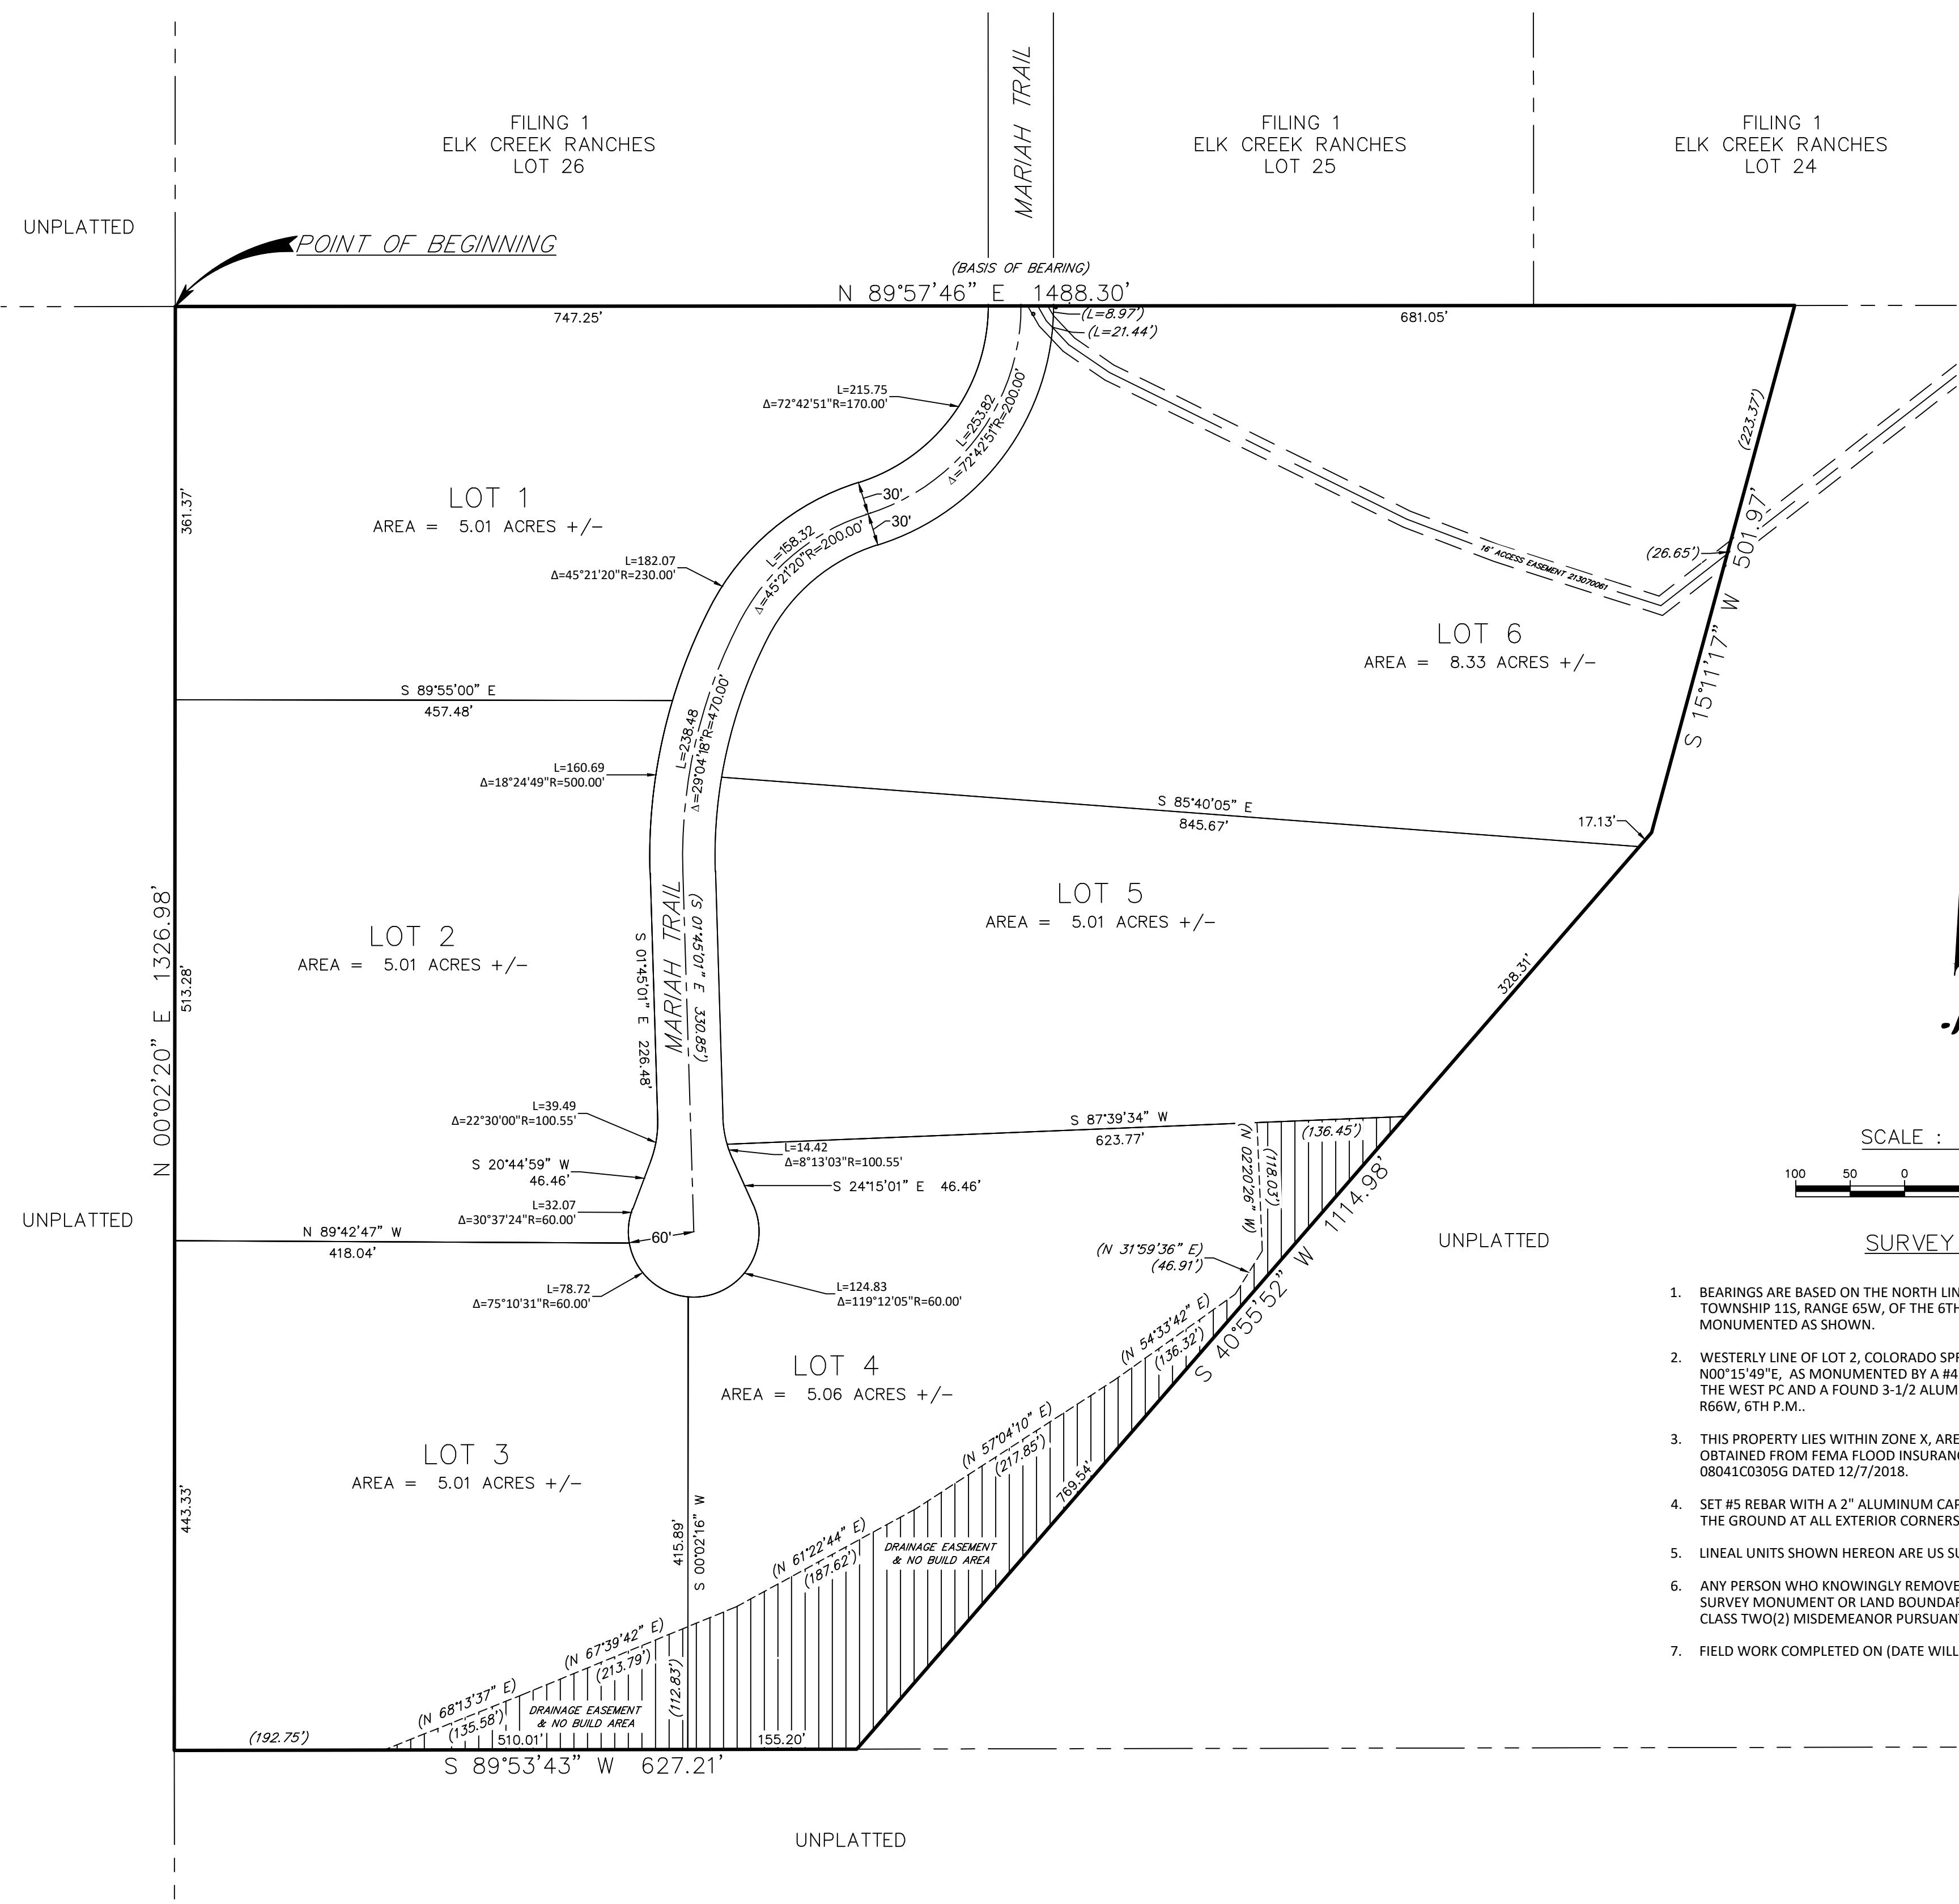 MARIAH TRAIL
FILING 1
ELK CREEK RANCHES
LOT 26
FILING 1
ELK CREEK RANCHES
LOT 25
FILING 1
ELK CREEK RANCHES
LOT 24
UNPLATTED
POINT OF BEGINNING
(BASIS OF BEARING)
N 89°57'46" E 1488.30'
747.25'
681.05'
(L=8.97')
(L=21.44')
L=215.75
Δ=72°42'51"R=170.00'
L=253.82
Δ=72°42'51"R=200.00'
(223.37')
LOT 1
AREA = 5.01 ACRES +/-
361.37'
30'
30'
L=158.32
Δ=45°21'20"R=200.00'
L=182.07
Δ=45°21'20"R=230.00'
16' ACCESS EASEMENT 213070061
(26.65')
S 15°11'17" W 501.97'
LOT 6
AREA = 8.33 ACRES +/-
S 89°55'00" E
457.48'
L=238.48
Δ=29°04'18"R=470.00'
L=160.69
Δ=18°24'49"R=500.00'
S 85°40'05" E
845.67'
17.13'
LOT 5
AREA = 5.01 ACRES +/-
LOT 2
AREA = 5.01 ACRES +/-
N 00°02'20" E 1326.98'
513.28'
S 01°45'01" E 226.48'
MARIAH TRAIL
(S 01°45'01" E 330.85')
328.31'
L=39.49
Δ=22°30'00"R=100.55'
S 20°44'59" W
46.46'
L=32.07
Δ=30°37'24"R=60.00'
L=14.42
Δ=8°13'03"R=100.55'
S 24°15'01" E 46.46'
S 87°39'34" W
623.77'
(136.45')
(N 02°20'26" W)
(118.03')
S 40°55'52" W 1114.98'
SCALE :
100 50 0
UNPLATTED
N 89°42'47" W
418.04'
60'
L=78.72
Δ=75°10'31"R=60.00'
L=124.83
Δ=119°12'05"R=60.00'
(N 31°59'36" E)
(46.91')
UNPLATTED
LOT 4
AREA = 5.06 ACRES +/-
(N 54°33'42" E)
(136.32')
(N 57°04'10" E)
(217.85')
769.54'
LOT 3
AREA = 5.01 ACRES +/-
443.33'
415.89'
S 00°02'16" W
(N 61°22'44" E)
(187.62')
DRAINAGE EASEMENT
& NO BUILD AREA
(N 67°39'42" E)
(213.79')
(112.83')
(N 68°13'37" E)
(135.58')
DRAINAGE EASEMENT
& NO BUILD AREA
(192.75')
510.01'
155.20'
S 89°53'43" W 627.21'
UNPLATTED
SURVEY
1. BEARINGS ARE BASED ON THE NORTH LIN
TOWNSHIP 11S, RANGE 65W, OF THE 6TH
MONUMENTED AS SHOWN.
2. WESTERLY LINE OF LOT 2, COLORADO SPR
N00°15'49"E, AS MONUMENTED BY A #4
THE WEST PC AND A FOUND 3-1/2 ALUM
R66W, 6TH P.M..
3. THIS PROPERTY LIES WITHIN ZONE X, ARE
OBTAINED FROM FEMA FLOOD INSURANC
08041C0305G DATED 12/7/2018.
4. SET #5 REBAR WITH A 2" ALUMINUM CAP
THE GROUND AT ALL EXTERIOR CORNERS
5. LINEAL UNITS SHOWN HEREON ARE US SU
6. ANY PERSON WHO KNOWINGLY REMOVE
SURVEY MONUMENT OR LAND BOUNDAR
CLASS TWO(2) MISDEMEANOR PURSUANT
7. FIELD WORK COMPLETED ON (DATE WILL